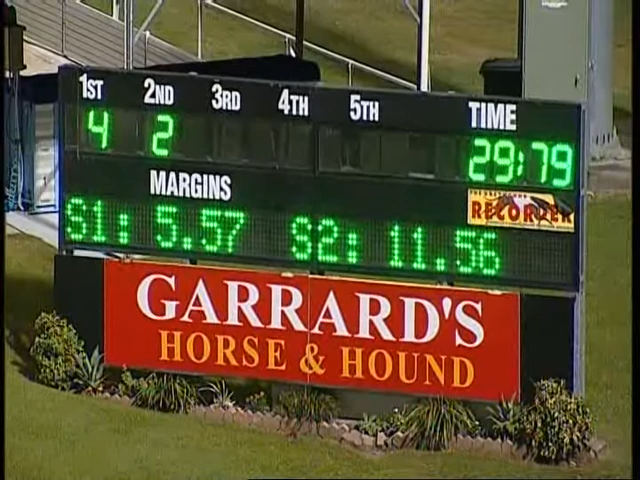 1ST 2ND 3RD 4TH 5TH TIME
4 2 29:79
MARGINS
RECORDER
S1: 5.57 S2: 11.56
GARRARD'S
HORSE & HOUND